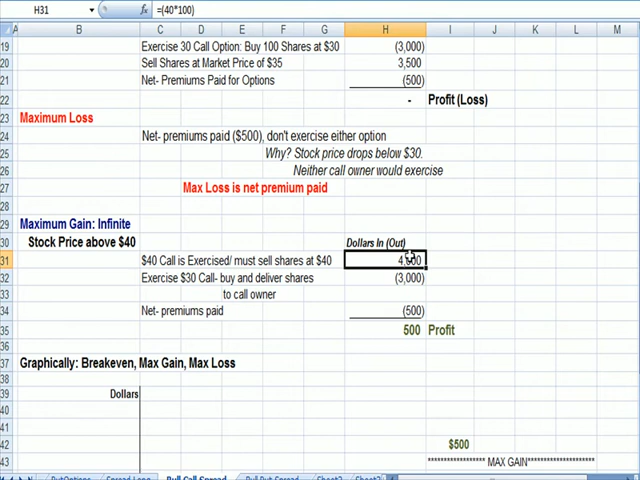 H31 fx =(40*100)
A B C D E F G H I J K L M
19 Exercise 30 Call Option: Buy 100 Shares at $30 (3,000)
20 Sell Shares at Market Price of $35 3,500
21 Net- Premiums Paid for Options (500)
22 - Profit (Loss)
23 Maximum Loss
24 Net- premiums paid ($500), don't exercise either option
25 Why? Stock price drops below $30.
26 Neither call owner would exercise
27 Max Loss is net premium paid
28
29 Maximum Gain: Infinite
30 Stock Price above $40 Dollars In (Out)
31 $40 Call is Exercised/ must sell shares at $40 4,000
32 Exercise $30 Call- buy and deliver shares (3,000)
33 to call owner
34 Net- premiums paid (500)
35 500 Profit
36
37 Graphically: Breakeven, Max Gain, Max Loss
38
39 Dollars
40
41
42 $500
43 ***************** MAX GAIN********************
Bull Call Spread Bull Put Spread